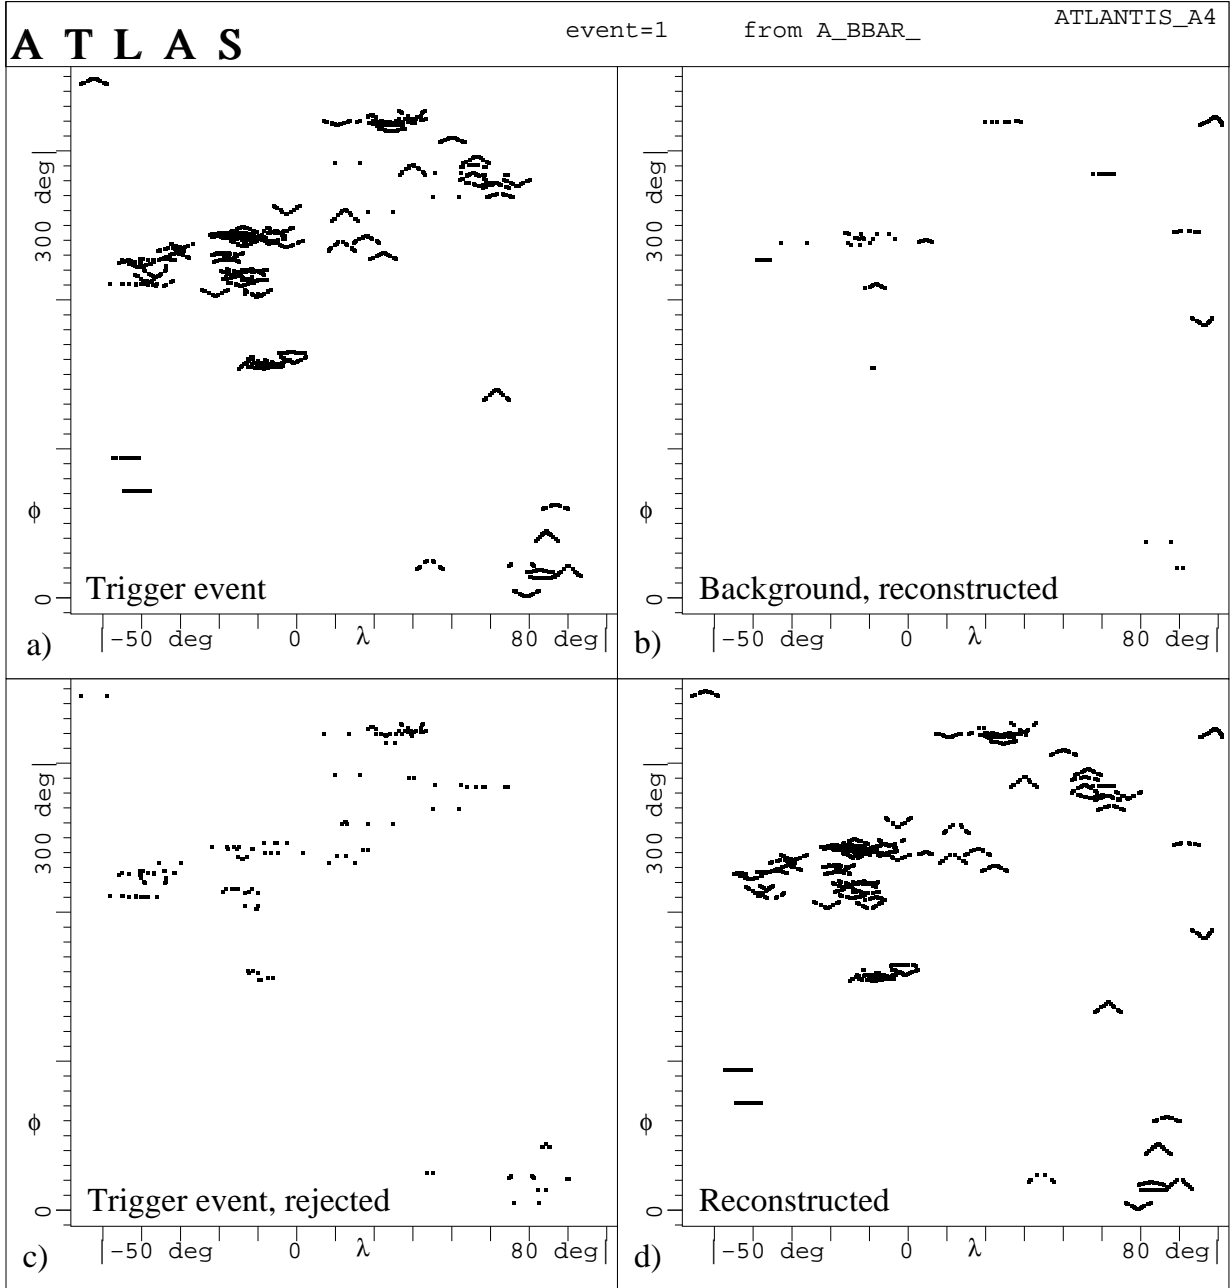 A T L A S event=1 from A_BBAR_ ATLANTIS_A4
300 deg|
φ
0
Trigger event
a)
|-50 deg 0 λ 80 deg|
300 deg|
φ
0
Background, reconstructed
b)
|-50 deg 0 λ 80 deg|
300 deg|
φ
0
Trigger event, rejected
c)
|-50 deg 0 λ 80 deg|
300 deg|
φ
0
Reconstructed
d)
|-50 deg 0 λ 80 deg|